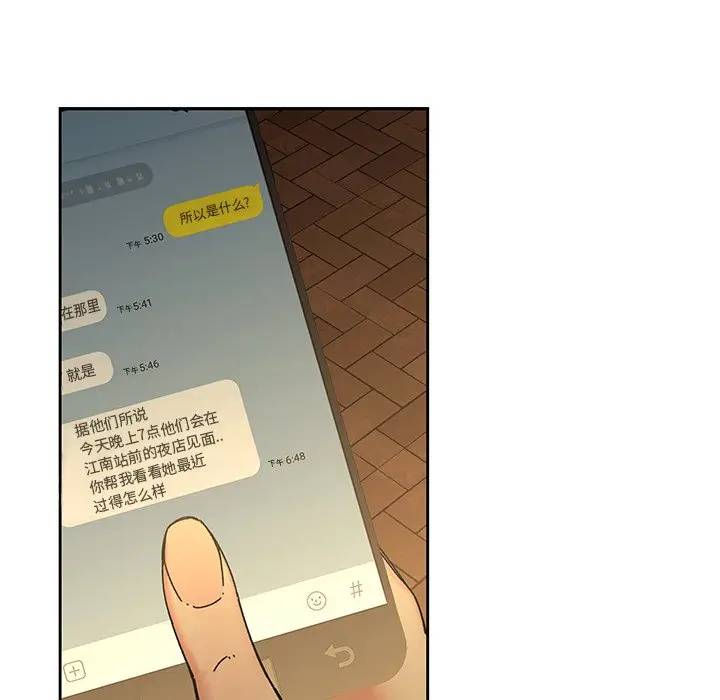 所以是什么?
下午 5:30
在那里
下午5:41
就是
下午5:46
据他们所说
今天晚上7点他们会在
江南站前的夜店见面..
你帮我看看她最近
过得怎么样
下午 6:48
#